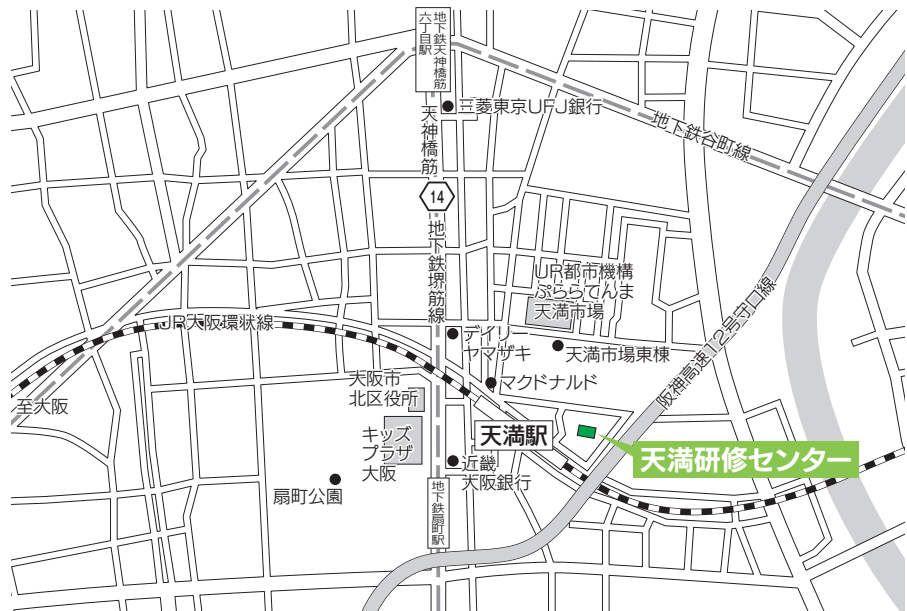 地下鉄天神橋筋
六丁目駅
三菱東京UFJ銀行
天神橋筋
地下鉄谷町線
14
地下鉄堺筋線
UR都市機構
ぷららてんま
天満市場
阪神高速12号守口線
JR大阪環状線
デイリー
ヤマザキ
天満市場東棟
マクドナルド
大阪市
北区役所
至大阪
キッズ
プラザ
大阪
天満駅
天満研修センター
近畿
大阪銀行
扇町公園
地下鉄扇町駅